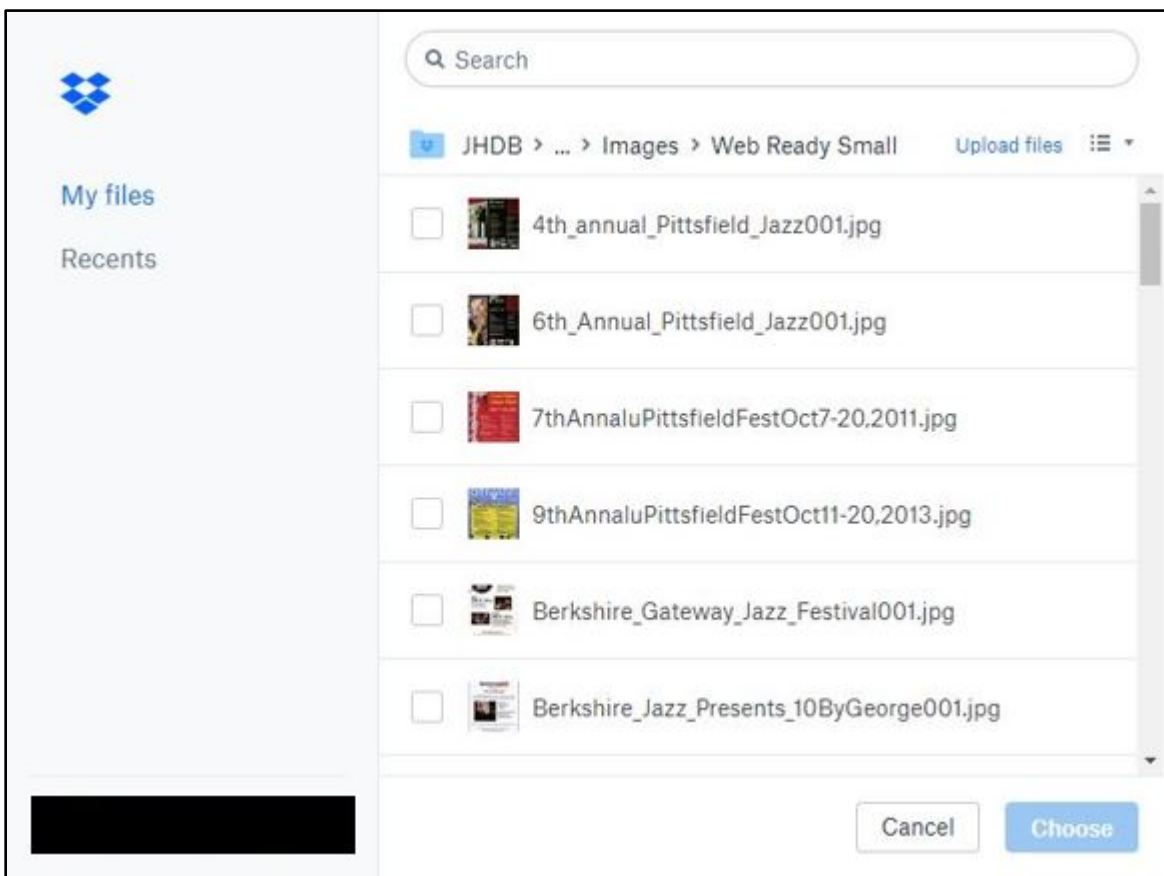 Search
JHDB > ... > Images > Web Ready Small Upload files
My files
Recents
4th_annual_Pittsfield_Jazz001.jpg
6th_Annual_Pittsfield_Jazz001.jpg
7thAnnaluPittsfieldFestOct7-20,2011.jpg
9thAnnaluPittsfieldFestOct11-20,2013.jpg
Berkshire_Gateway_Jazz_Festival001.jpg
Berkshire_Jazz_Presents_10ByGeorge001.jpg
Cancel Choose